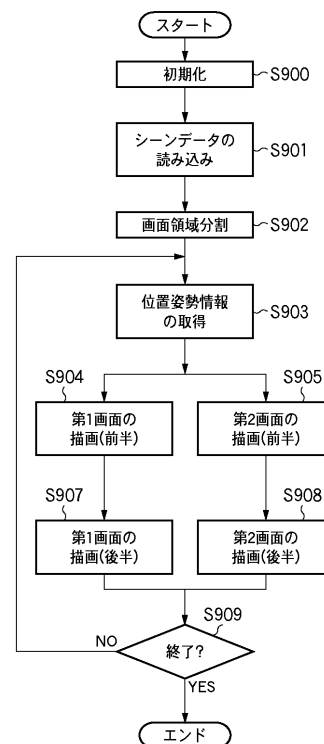 スタート
初期化
S900
シーンデータの
読み込み
S901
画面領域分割
S902
位置姿勢情報
の取得
S903
S904
S905
第1画面の
描画(前半)
第2画面の
描画(前半)
S907
S908
第1画面の
描画(後半)
第2画面の
描画(後半)
S909
NO
終了?
YES
エンド